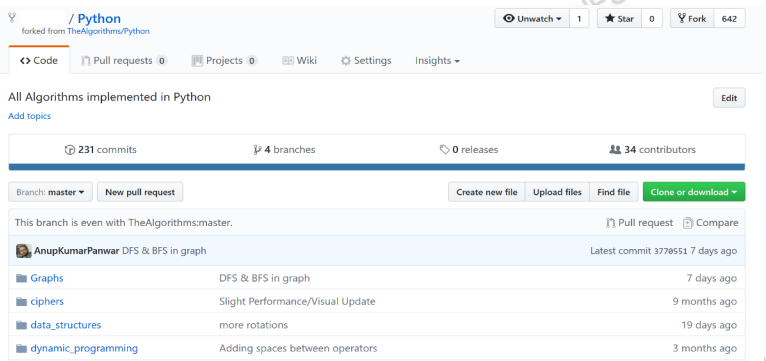 / Python
Unwatch 1 Star 0 Fork 642
forked from TheAlgorithms/Python
Code Pull requests 0 Projects 0 Wiki Settings Insights
All Algorithms implemented in Python Edit
Add topics
231 commits 4 branches 0 releases 34 contributors
Branch: master New pull request Create new file Upload files Find file Clone or download
This branch is even with TheAlgorithms:master. Pull request Compare
AnupKumarPanwar DFS & BFS in graph Latest commit 3770551 7 days ago
Graphs DFS & BFS in graph 7 days ago
ciphers Slight Performance/Visual Update 9 months ago
data_structures more rotations 19 days ago
dynamic_programming Adding spaces between operators 3 months ago